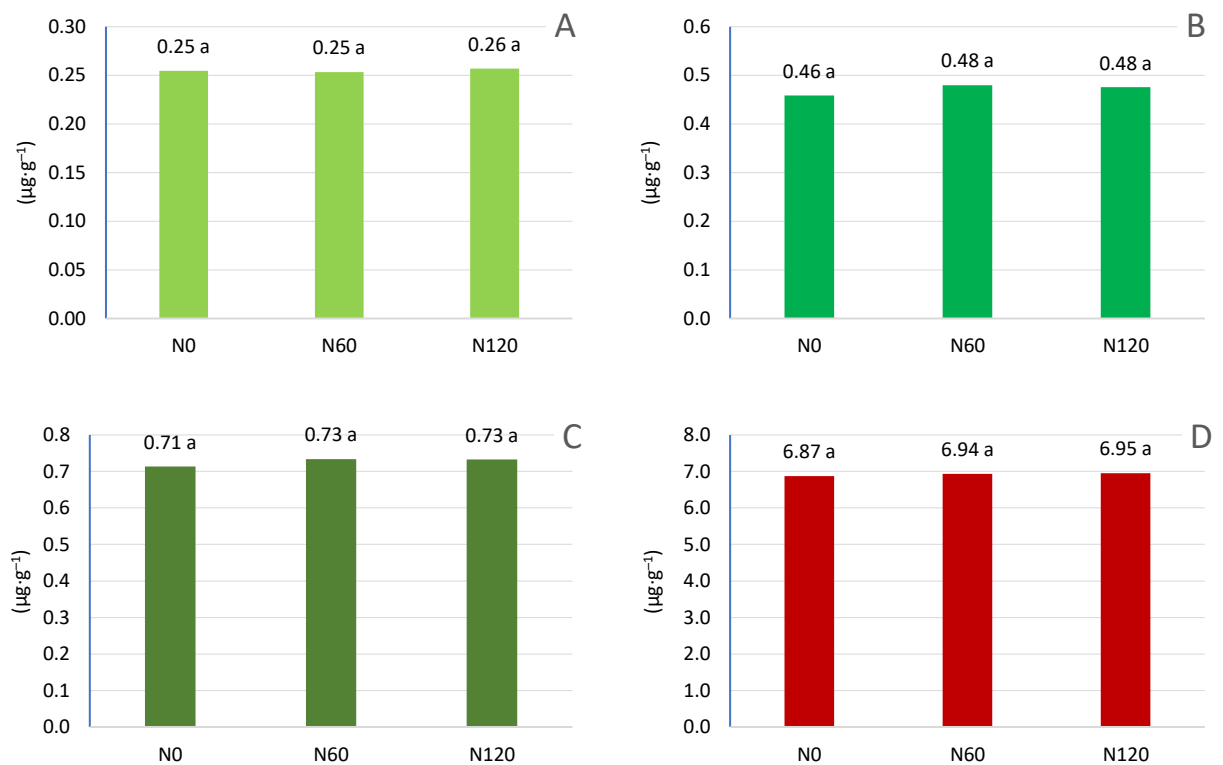 A
0.30
0.25
0.20
0.15
0.10
0.05
0.00
(µg·g⁻¹)
0.25 a 0.25 a 0.26 a
N0 N60 N120
B
0.6
0.5
0.4
0.3
0.2
0.1
0.0
(µg·g⁻¹)
0.46 a 0.48 a 0.48 a
N0 N60 N120
C
0.8
0.7
0.6
0.5
0.4
0.3
0.2
0.1
0.0
(µg·g⁻¹)
0.71 a 0.73 a 0.73 a
N0 N60 N120
D
8.0
7.0
6.0
5.0
4.0
3.0
2.0
1.0
0.0
(µg·g⁻¹)
6.87 a 6.94 a 6.95 a
N0 N60 N120